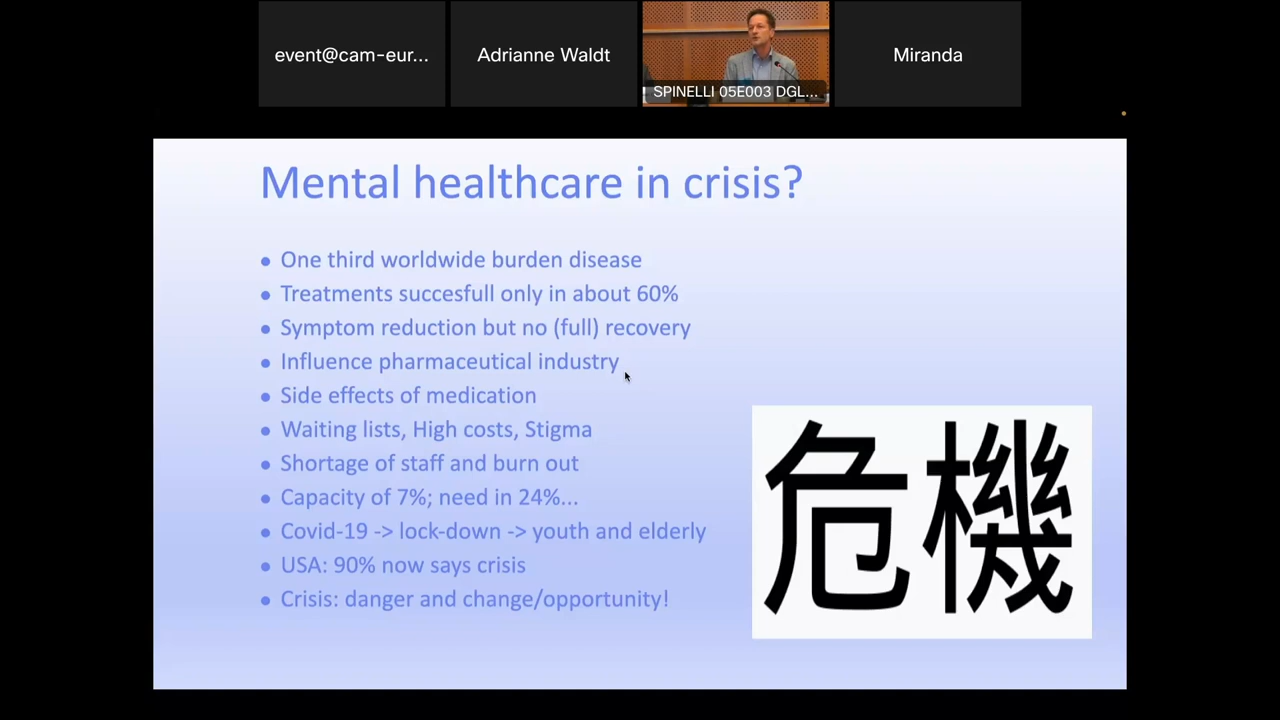 event@cam-eur...
Adrianne Waldt
SPINELLI 05E003 DGL...
Miranda
Mental healthcare in crisis?
• One third worldwide burden disease
• Treatments succesfull only in about 60%
• Symptom reduction but no (full) recovery
• Influence pharmaceutical industry
• Side effects of medication
• Waiting lists, High costs, Stigma
• Shortage of staff and burn out
• Capacity of 7%; need in 24%...
• Covid-19 -> lock-down -> youth and elderly
• USA: 90% now says crisis
• Crisis: danger and change/opportunity!
危機